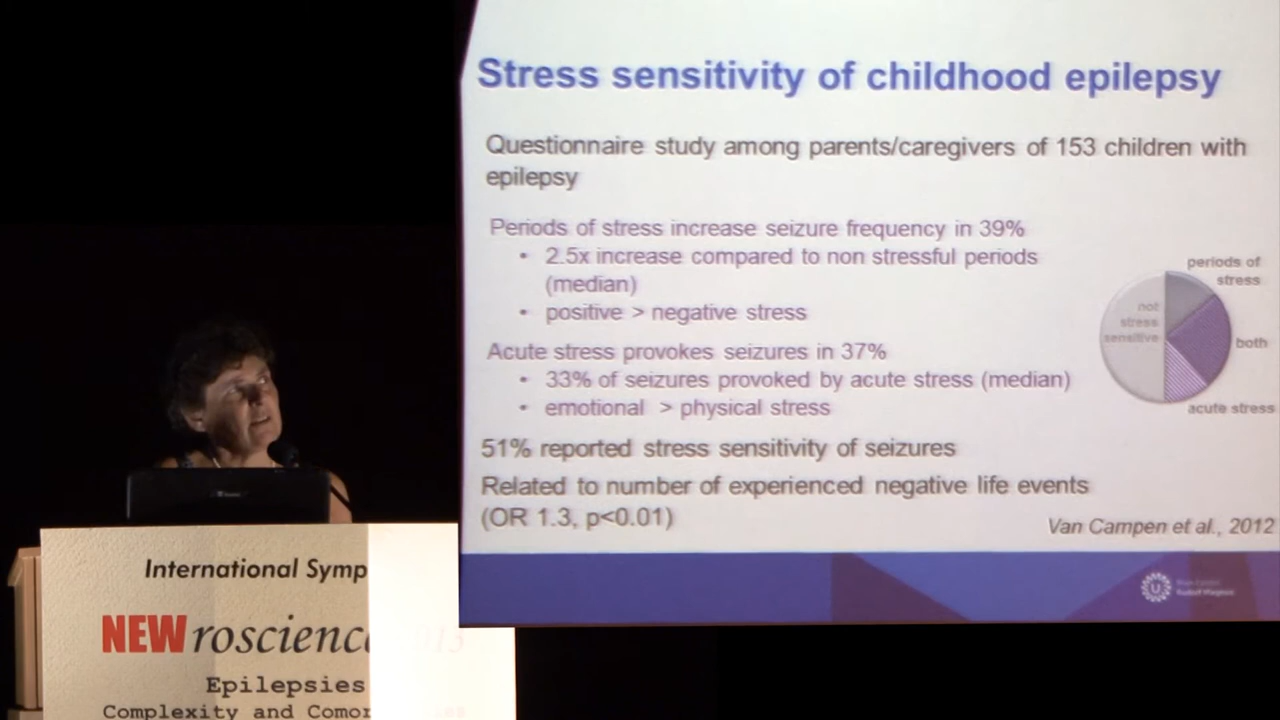 Stress sensitivity of childhood epilepsy
Questionnaire study among parents/caregivers of 153 children with
epilepsy
Periods of stress increase seizure frequency in 39%
• 2.5x increase compared to non stressful periods
(median)
• positive > negative stress
Acute stress provokes seizures in 37%
• 33% of seizures provoked by acute stress (median)
• emotional > physical stress
51% reported stress sensitivity of seizures
Related to number of experienced negative life events
(OR 1.3, p<0.01)
Van Campen et al., 2012
periods of
stress
not
stress
sensitive
both
acute stress
Rudolf Magnus
International Symp
NEWroscience 2013
Epilepsies
Complexity and Comor